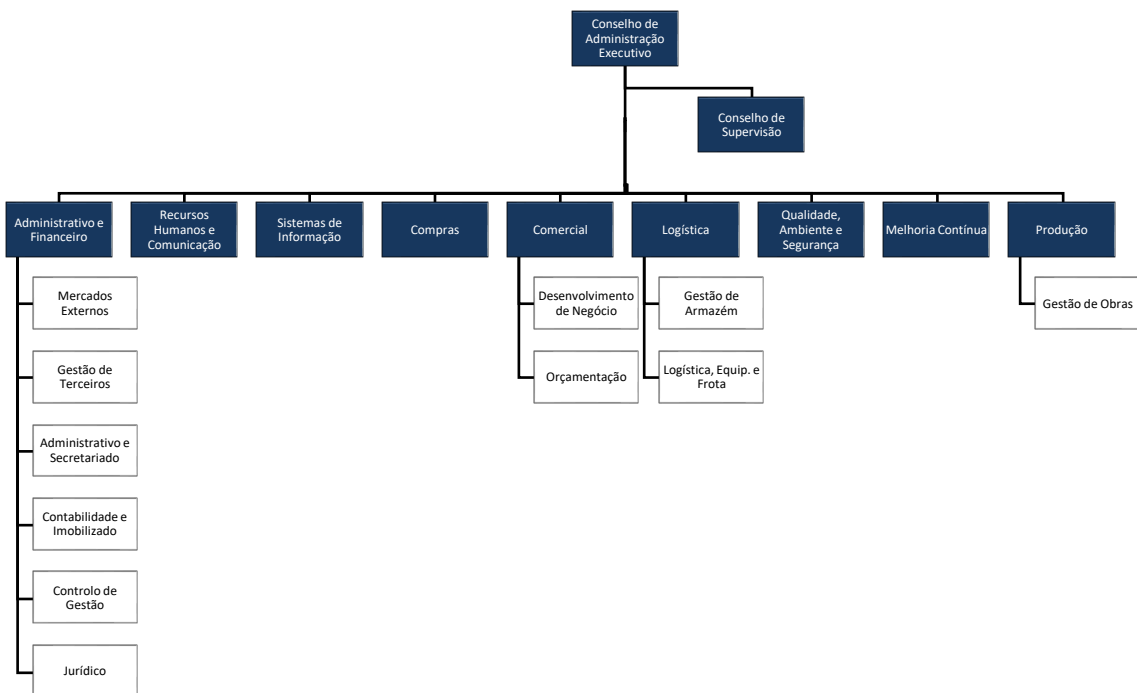 Conselho de
Administração
Executivo
Conselho de
Supervisão
Administrativo e
Financeiro
Recursos
Humanos e
Comunicação
Sistemas de
Informação
Compras
Comercial
Logística
Qualidade,
Ambiente e
Segurança
Melhoria Contínua
Produção
Mercados
Externos
Gestão de
Terceiros
Administrativo e
Secretariado
Contabilidade e
Imobilizado
Controlo de
Gestão
Jurídico
Desenvolvimento
de Negócio
Orçamentação
Gestão de
Armazém
Logística, Equip. e
Frota
Gestão de Obras